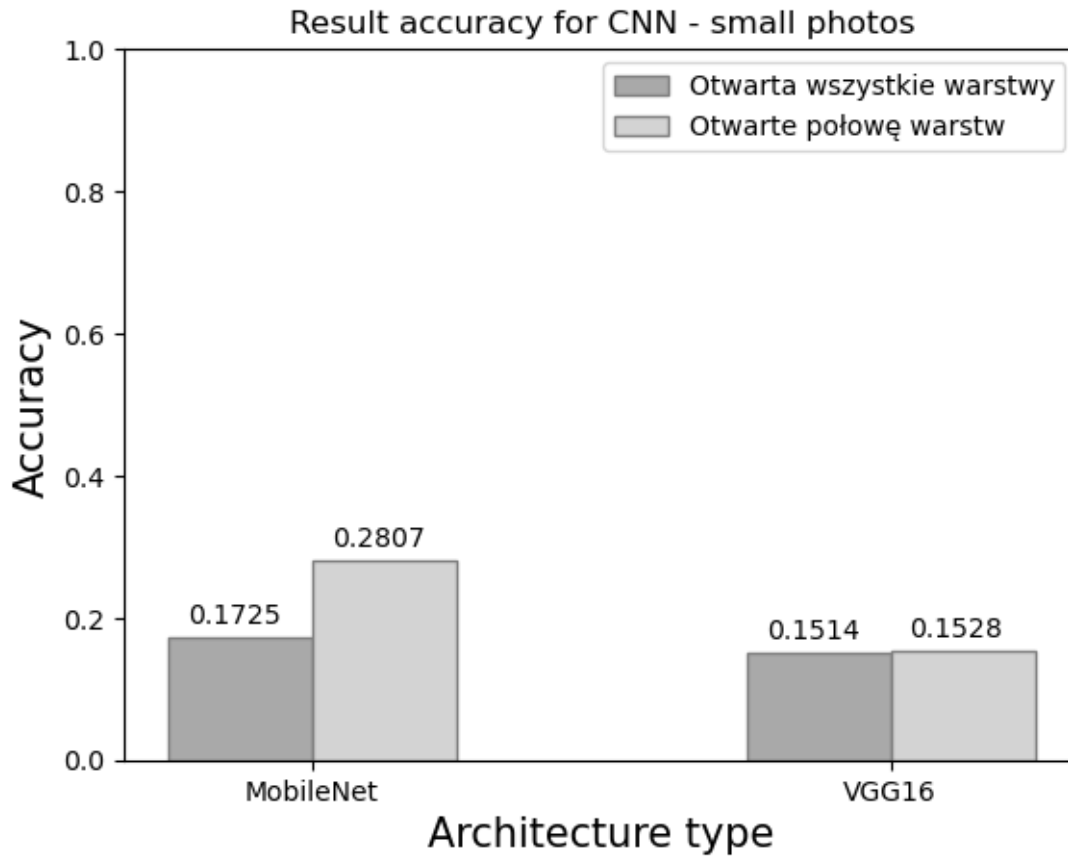 Result accuracy for CNN - small photos
1.0
Otwarta wszystkie warstwy
Otwarte połowę warstw
0.8
0.6
Accuracy
0.4
0.2807
0.2
0.1725
0.1514
0.1528
0.0
MobileNet
VGG16
Architecture type